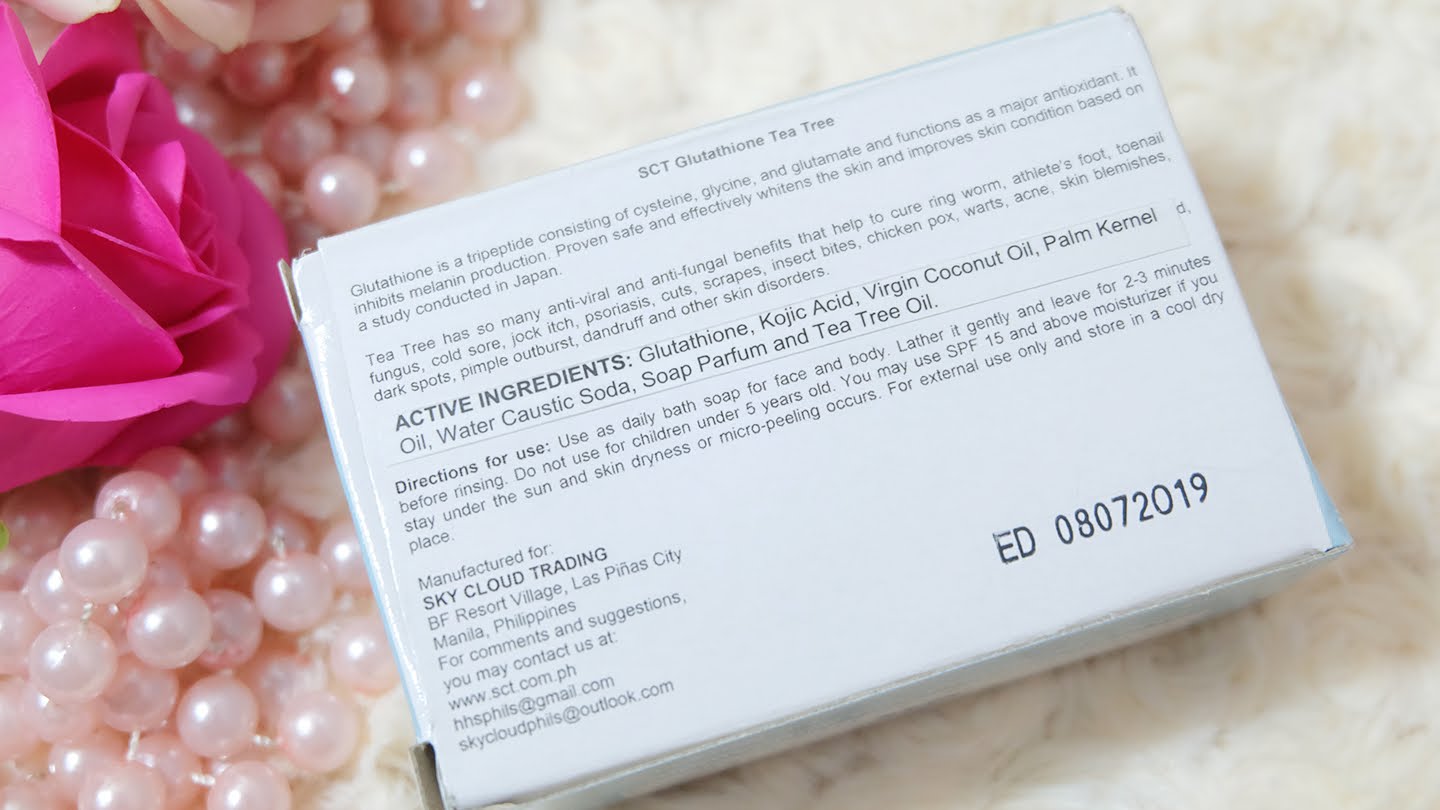 SCT Glutathione Tea Tree
Glutathione is a tripeptide consisting of cysteine, glycine, and glutamate and functions as a major antioxidant. It
inhibits melanin production. Proven safe and effectively whitens the skin and improves skin condition based on
a study conducted in Japan.
Tea Tree has so many anti-viral and anti-fungal benefits that help to cure ring worm, athlete's foot, toenail
fungus, cold sore, jock itch, psoriasis, cuts, scrapes, insect bites, chicken pox, warts, acne, skin blemishes,
dark spots, pimple outburst, dandruff and other skin disorders.
d,
ACTIVE INGREDIENTS: Glutathione, Kojic Acid, Virgin Coconut Oil, Palm Kernel
Oil, Water Caustic Soda, Soap Parfum and Tea Tree Oil.
Directions for use: Use as daily bath soap for face and body. Lather it gently and leave for 2-3 minutes
before rinsing. Do not use for children under 5 years old. You may use SPF 15 and above moisturizer if you
stay under the sun and skin dryness or micro-peeling occurs. For external use only and store in a cool dry
place.
Manufactured for:
SKY CLOUD TRADING
BF Resort Village, Las Piñas City
Manila, Philippines
For comments and suggestions,
you may contact us at:
www.sct.com.ph
hhsphils@gmail.com
skycloudphils@outlook.com
ED 08072019